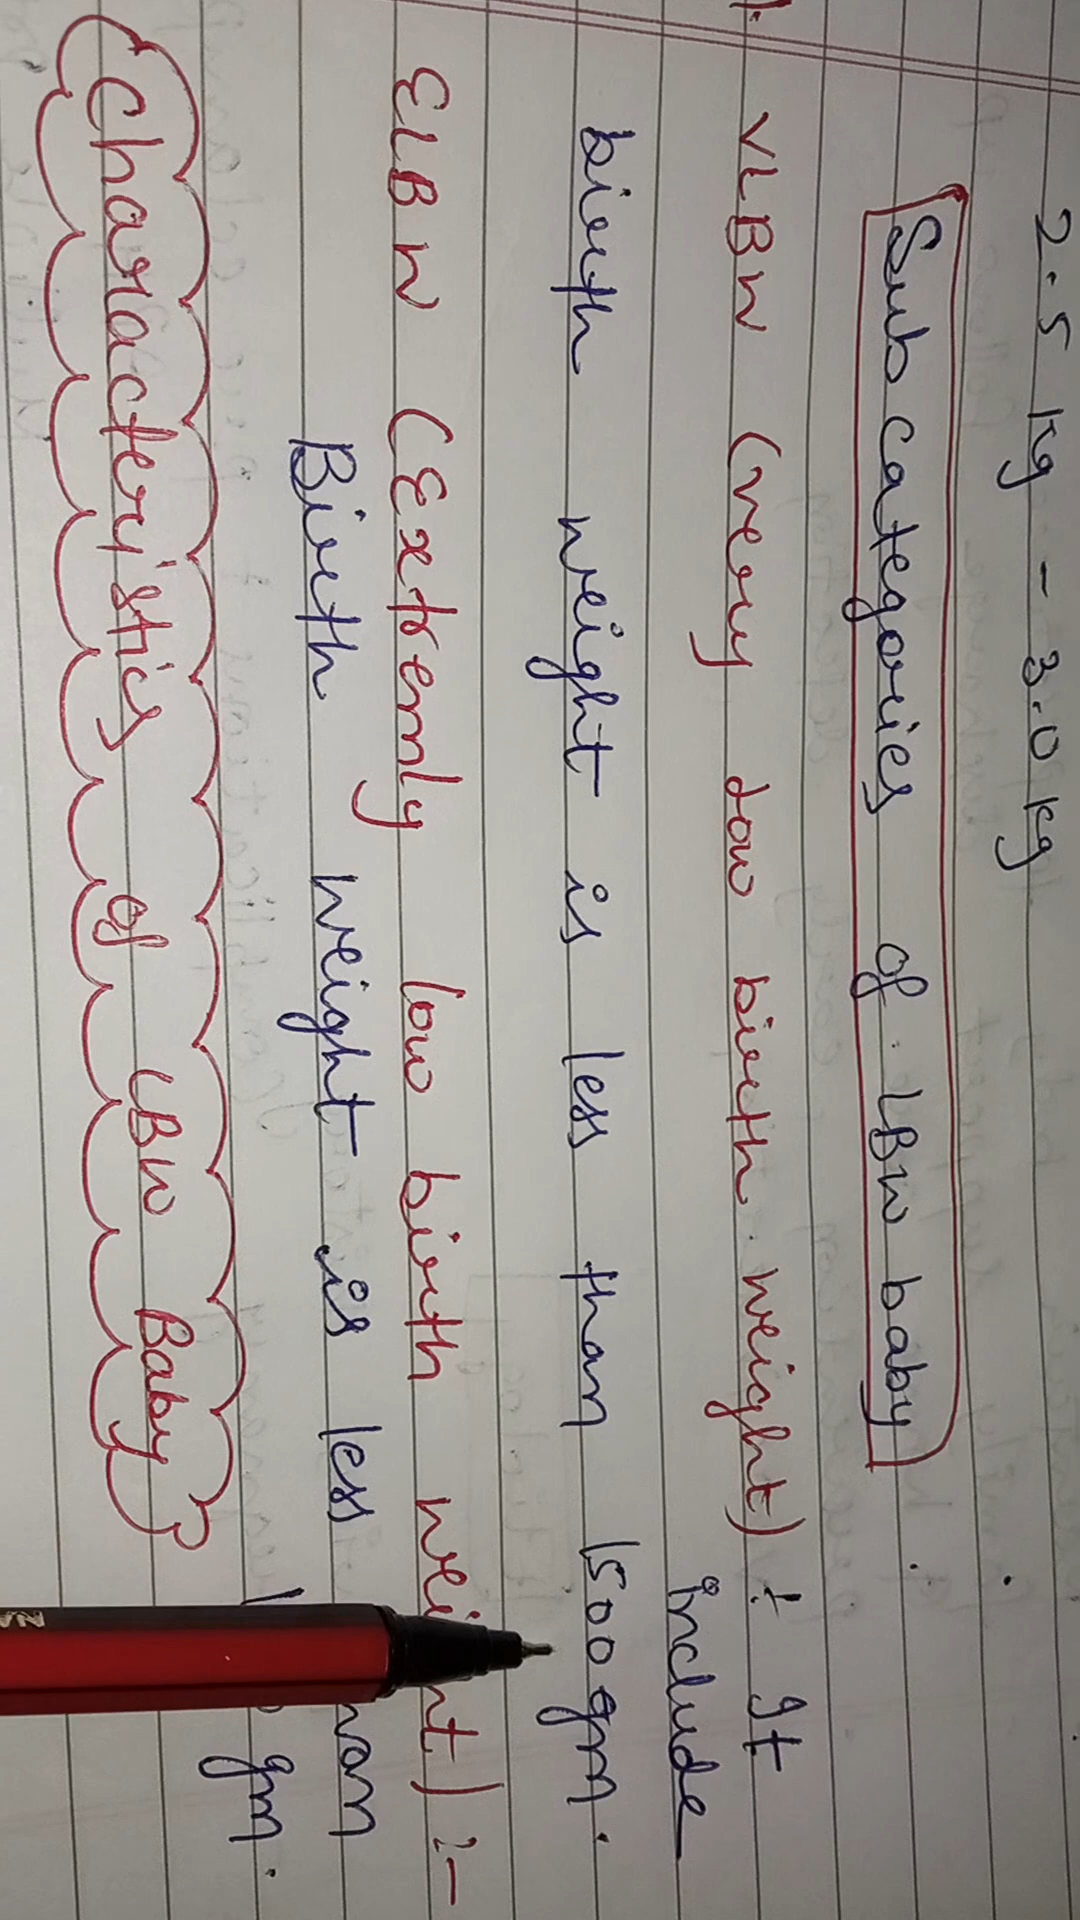 2.5 kg - 3.0 kg
Sub categories of LBW baby
VLBW (very low birth weight) : It
include
birth weight is less than 1500 gm.
ELBW (Extremly low birth :-
Birth weight is less
gm.
Characteristics of LBW Baby